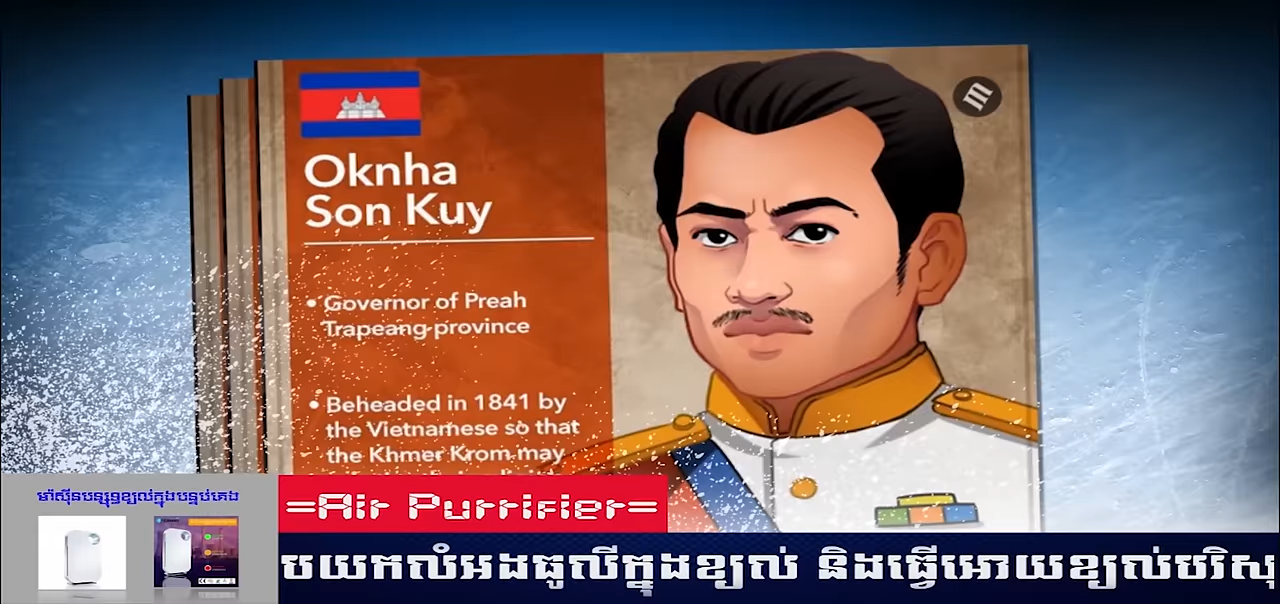 Oknha
Son Kuy
• Governor of Preah
Trapeang province
• Beheaded in 1841 by
the Vietnamese so that
the Khmer Krom may
m
ម៉ាស៊ីនបន្សុទ្ធខ្យល់ក្នុងបន្ទប់គេង
=Air Purrifier=
បយកលំអងធូលីក្នុងខ្យល់ និងធ្វើអោយខ្យល់បរិសុ